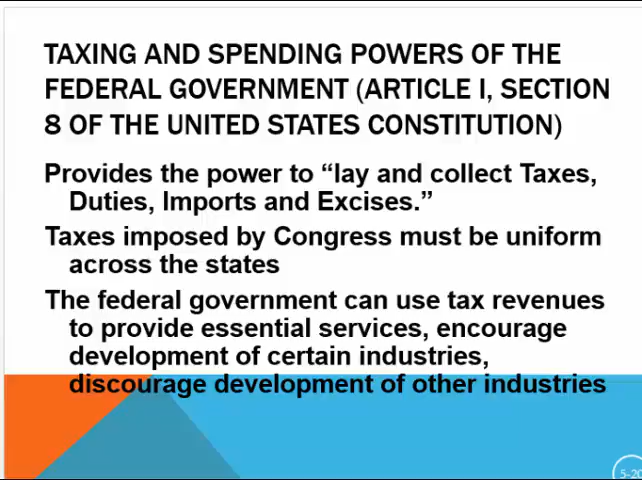 TAXING AND SPENDING POWERS OF THE
FEDERAL GOVERNMENT (ARTICLE I, SECTION
8 OF THE UNITED STATES CONSTITUTION)
Provides the power to “lay and collect Taxes,
Duties, Imports and Excises.”
Taxes imposed by Congress must be uniform
across the states
The federal government can use tax revenues
to provide essential services, encourage
development of certain industries,
discourage development of other industries
5-20